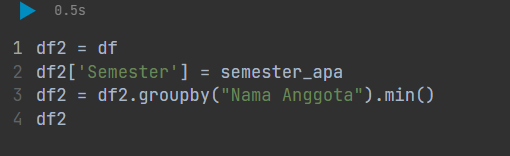 0.5s
1 df2 = df
2 df2['Semester'] = semester_apa
3 df2 = df2.groupby("Nama Anggota").min()
4 df2